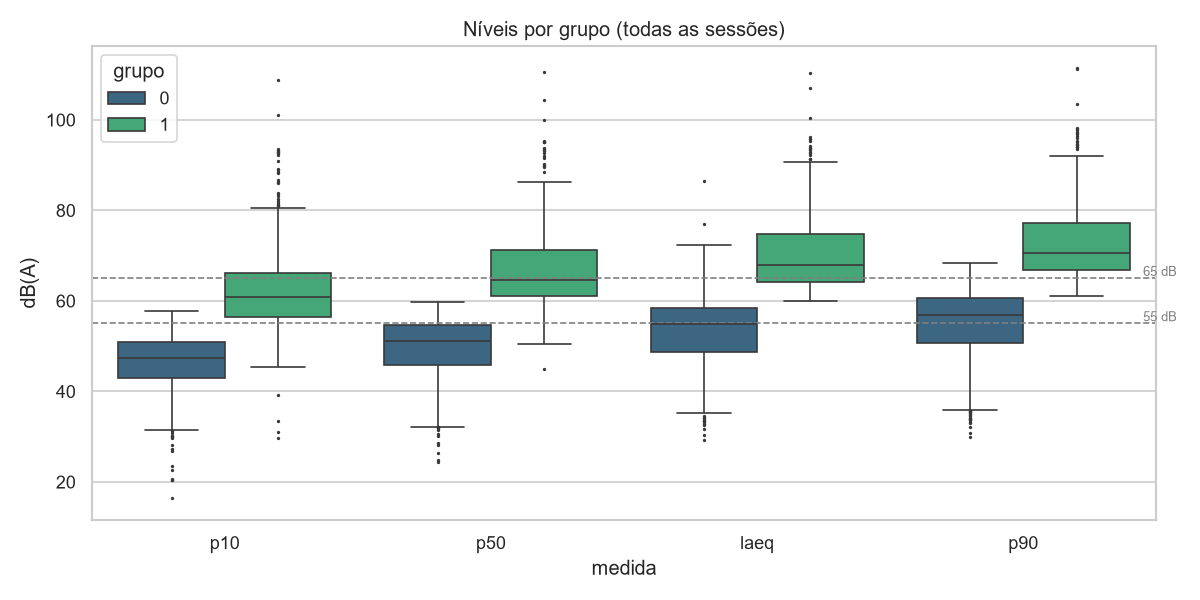 Níveis por grupo (todas as sessões)
grupo
0
1
100
80
60
40
20
dB(A)
65 dB
55 dB
p10
p50
laeq
p90
medida